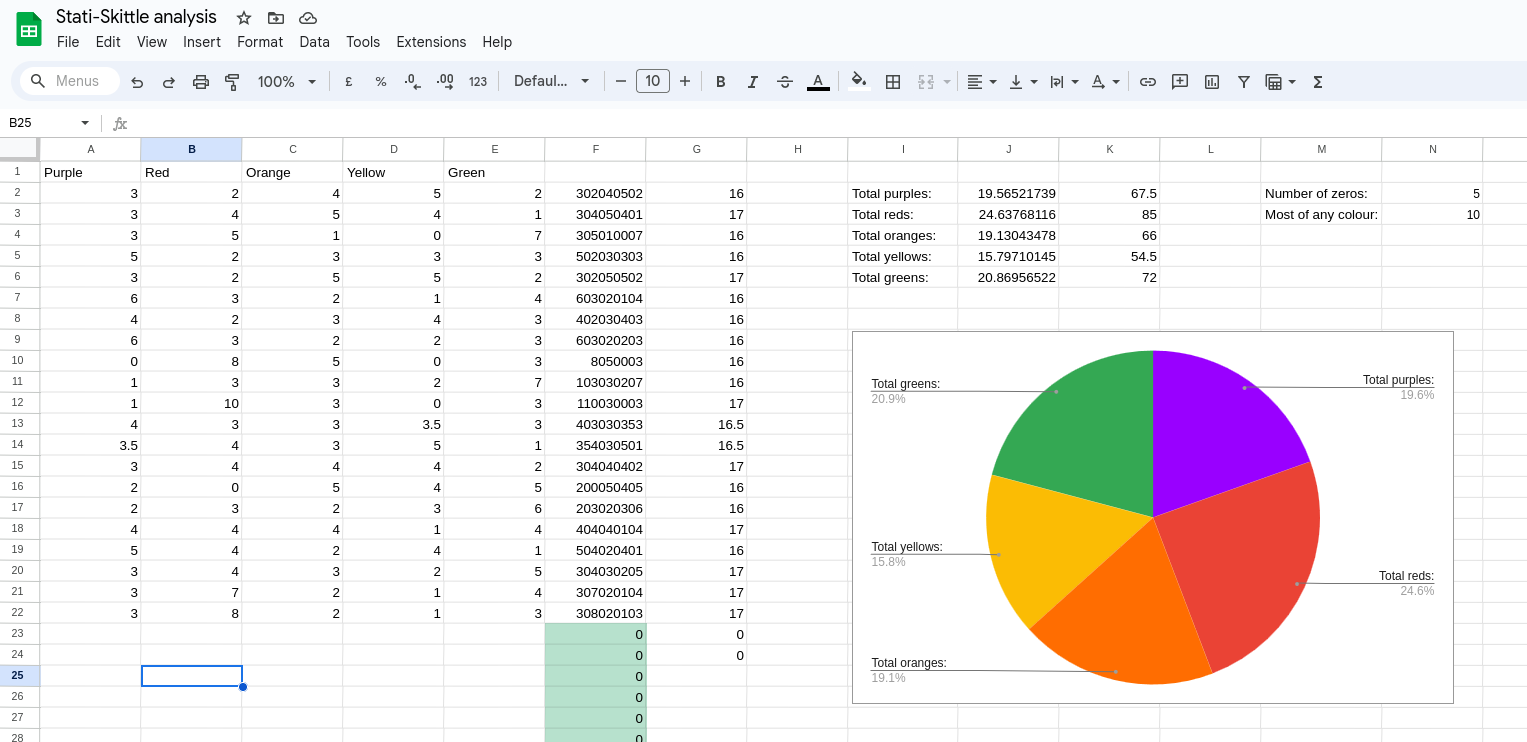 Stati-Skittle analysis
File Edit View Insert Format Data Tools Extensions Help
Menus 100% £ % .0 .00 123 Defaul... 10 B I S A Σ
B25 fx
A B C D E F G H I J K L M N
1 Purple Red Orange Yellow Green
2 3 2 4 5 2 302040502 16 Total purples: 19.56521739 67.5 Number of zeros: 5
3 3 4 5 4 1 304050401 17 Total reds: 24.63768116 85 Most of any colour: 10
4 3 5 1 0 7 305010007 16 Total oranges: 19.13043478 66
5 5 2 3 3 3 502030303 16 Total yellows: 15.79710145 54.5
6 3 2 5 5 2 302050502 17 Total greens: 20.86956522 72
7 6 3 2 1 4 603020104 16
8 4 2 3 4 3 402030403 16
9 6 3 2 2 3 603020203 16
10 0 8 5 0 3 8050003 16
11 1 3 3 2 7 103030207 16
12 1 10 3 0 3 110030003 17
13 4 3 3 3.5 3 403030353 16.5
14 3.5 4 3 5 1 354030501 16.5
15 3 4 4 4 2 304040402 17
16 2 0 5 4 5 200050405 16
17 2 3 2 3 6 203020306 16
18 4 4 4 1 4 404040104 17
19 5 4 2 4 1 504020401 16
20 3 4 3 2 5 304030205 17
21 3 7 2 1 4 307020104 17
22 3 8 2 1 3 308020103 17
23 0 0
24 0 0
25 0
26 0
27 0
28 0
Total purples:
19.6%
Total greens:
20.9%
Total yellows:
15.8%
Total reds:
24.6%
Total oranges:
19.1%